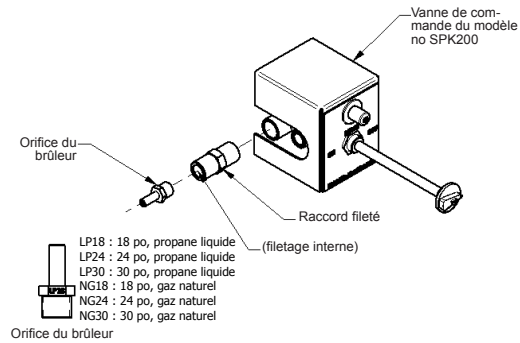 Vanne de com-
mande du modèle
no SPK200
Orifice du
brûleur
Raccord fileté
(filetage interne)
LP18 : 18 po, propane liquide
LP24 : 24 po, propane liquide
LP30 : 30 po, propane liquide
NG18 : 18 po, gaz naturel
NG24 : 24 po, gaz naturel
NG30 : 30 po, gaz naturel
Orifice du brûleur